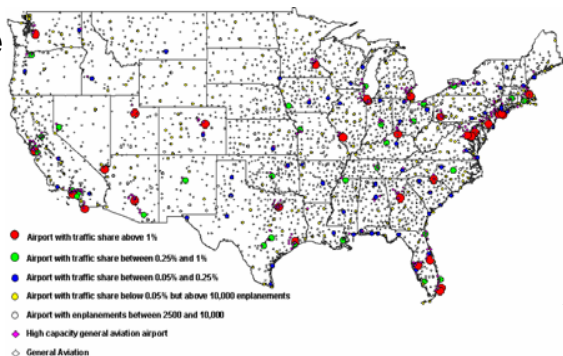 e
Airport with traffic share above 1%
Airport with traffic share between 0.25% and 1%
Airport with traffic share between 0.05% and 0.25%
Airport with traffic share below 0.05% but above 10,000 enplanements
Airport with enplanements between 2500 and 10,000
High capacity general aviation airport
General Aviation